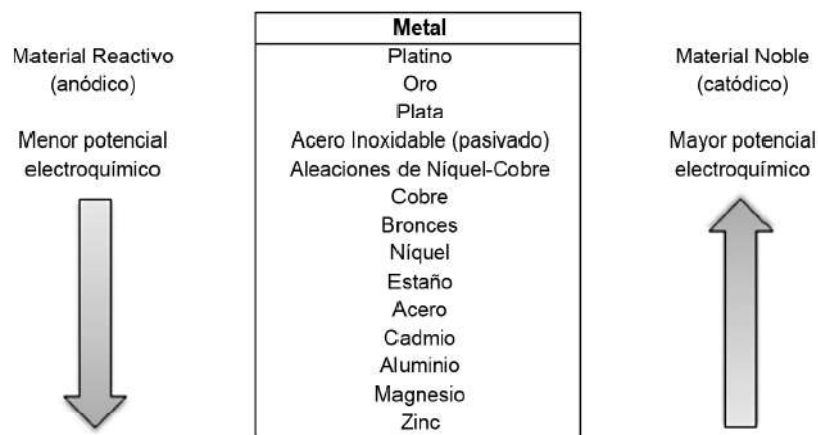 Metal
Material Reactivo
(anódico)
Menor potencial
electroquímico
Platino
Oro
Plata
Acero Inoxidable (pasivado)
Aleaciones de Níquel-Cobre
Cobre
Bronces
Níquel
Estaño
Acero
Cadmio
Aluminio
Magnesio
Zinc
Material Noble
(catódico)
Mayor potencial
electroquímico